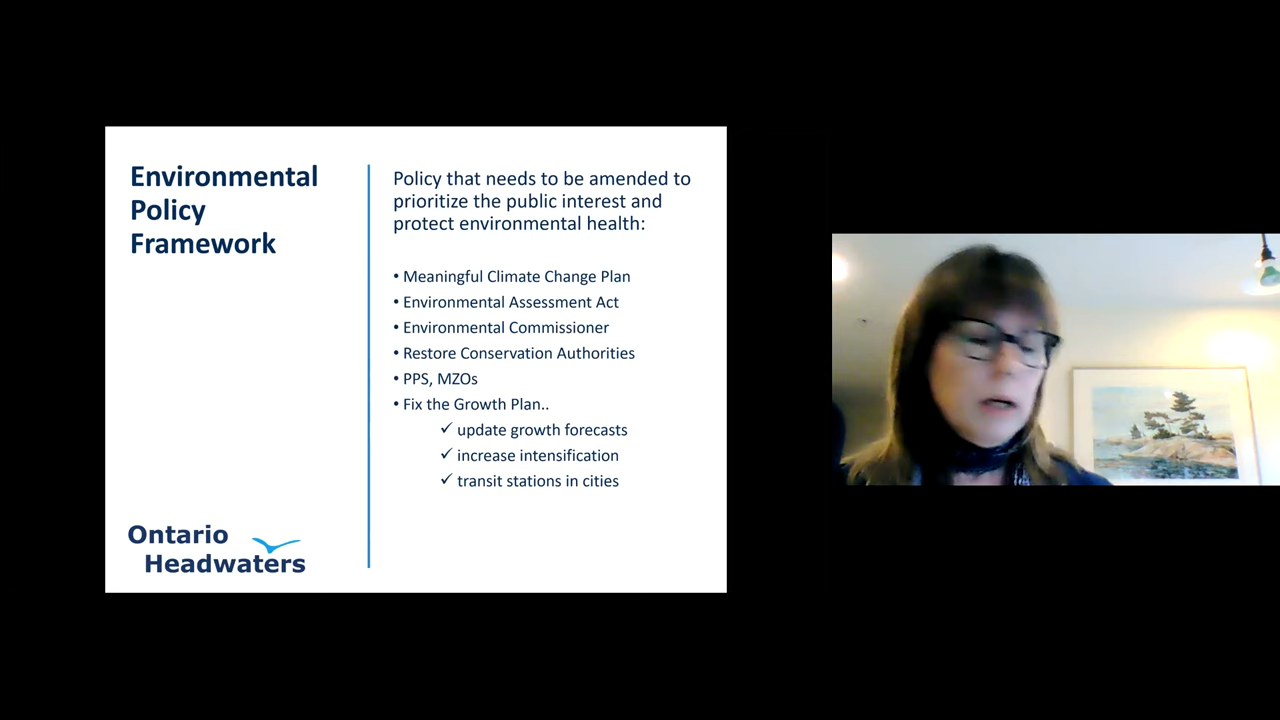 Environmental
Policy
Framework
Policy that needs to be amended to
prioritize the public interest and
protect environmental health:
• Meaningful Climate Change Plan
• Environmental Assessment Act
• Environmental Commissioner
• Restore Conservation Authorities
• PPS, MZOs
• Fix the Growth Plan..
✓ update growth forecasts
✓ increase intensification
✓ transit stations in cities
Ontario
Headwaters